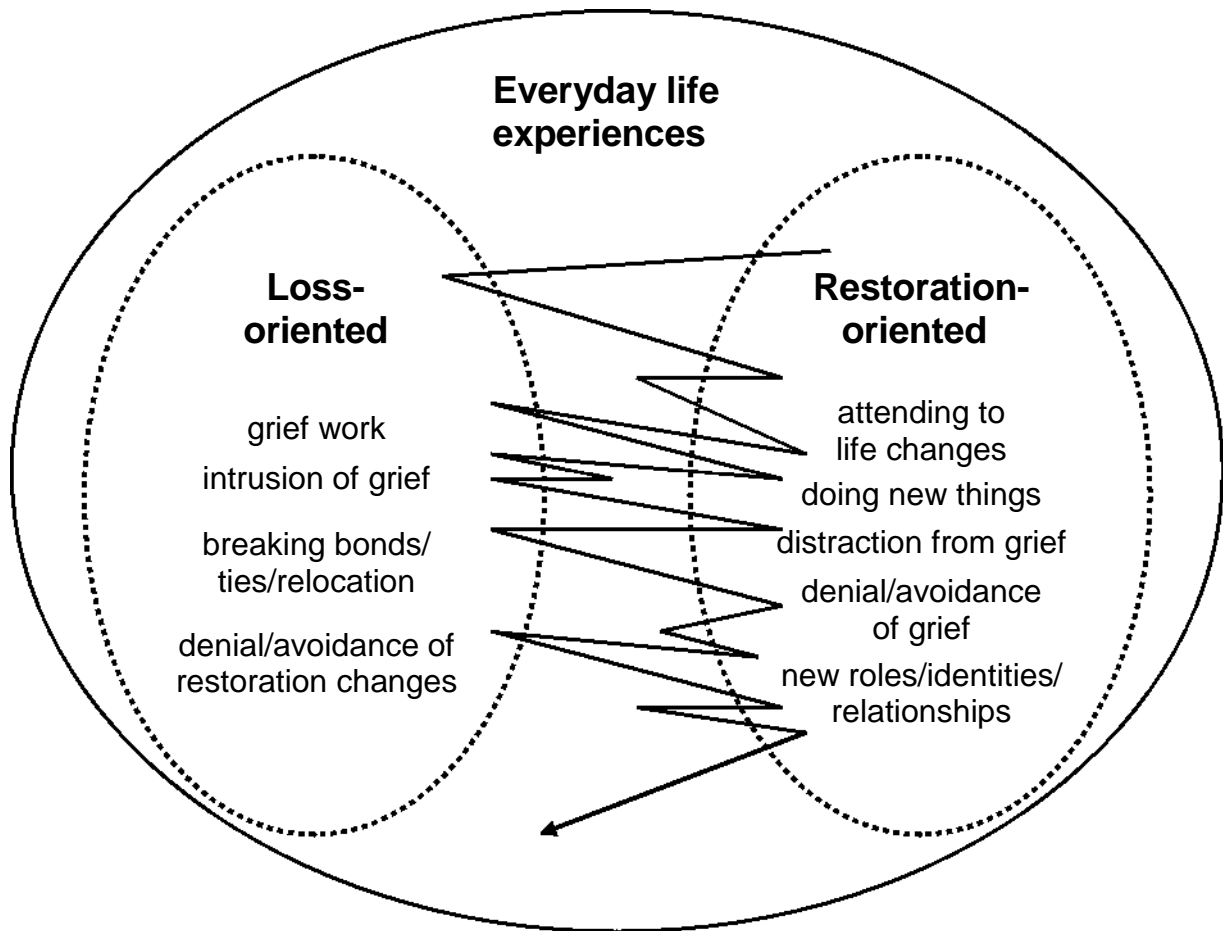 Everyday life
experiences
Loss-
oriented
grief work
intrusion of grief
breaking bonds/
ties/relocation
denial/avoidance of
restoration changes
Restoration-
oriented
attending to
life changes
doing new things
distraction from grief
denial/avoidance
of grief
new roles/identities/
relationships